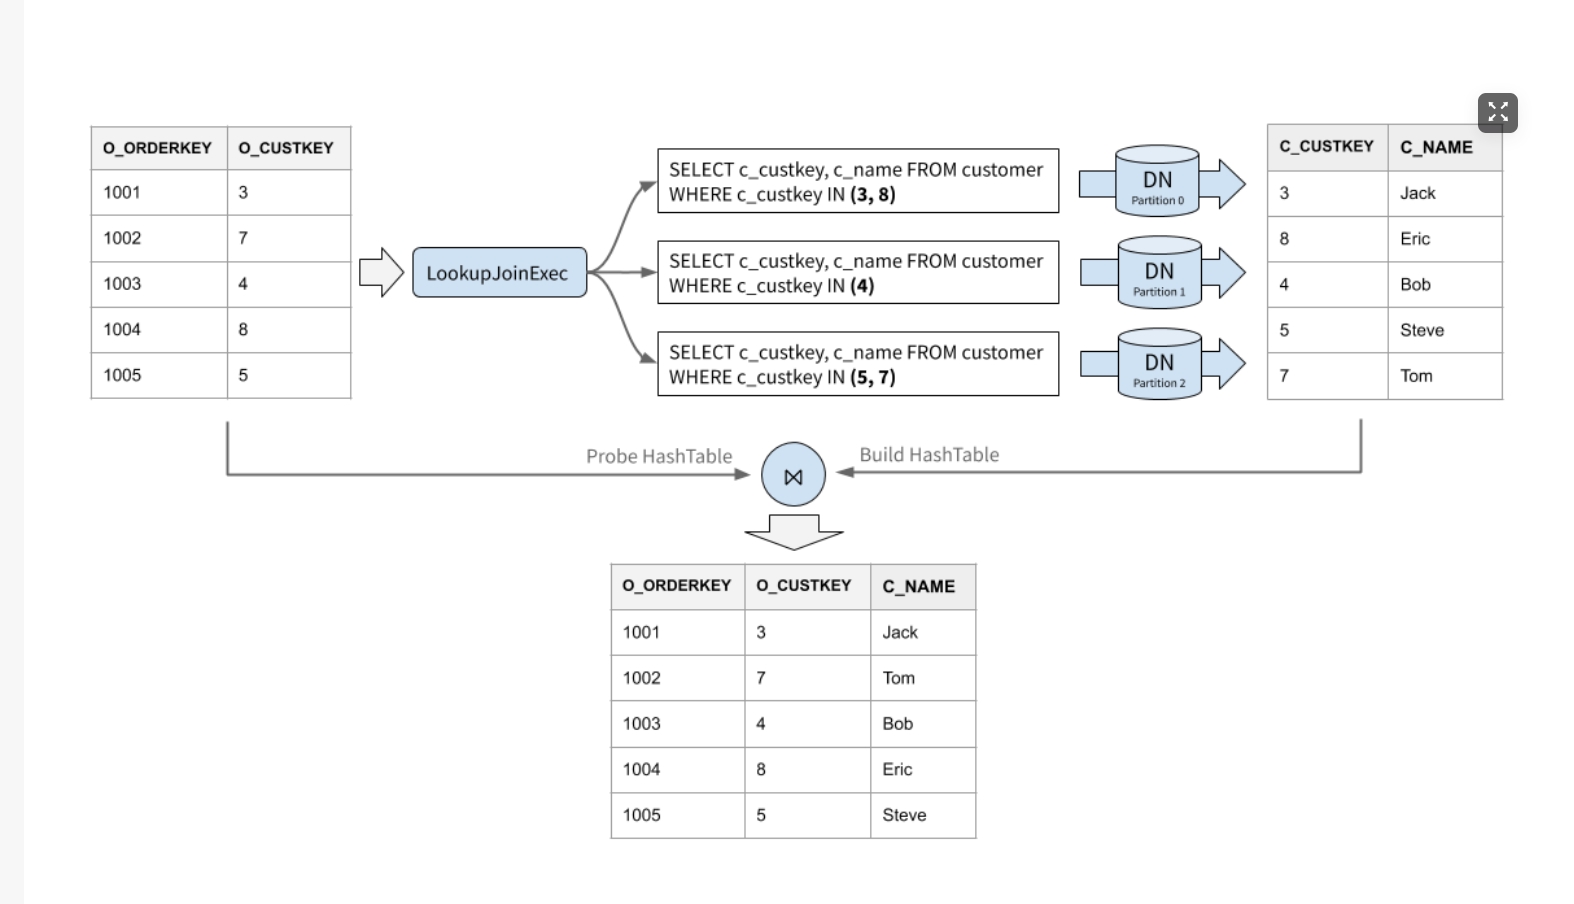 O_ORDERKEY O_CUSTKEY
1001 3
1002 7
1003 4
1004 8
1005 5
LookupJoinExec
SELECT c_custkey, c_name FROM customer
WHERE c_custkey IN (3, 8)
SELECT c_custkey, c_name FROM customer
WHERE c_custkey IN (4)
SELECT c_custkey, c_name FROM customer
WHERE c_custkey IN (5, 7)
DN
Partition 0
DN
Partition 1
DN
Partition 2
C_CUSTKEY C_NAME
3 Jack
8 Eric
4 Bob
5 Steve
7 Tom
Probe HashTable
Build HashTable
⋈
O_ORDERKEY O_CUSTKEY C_NAME
1001 3 Jack
1002 7 Tom
1003 4 Bob
1004 8 Eric
1005 5 Steve